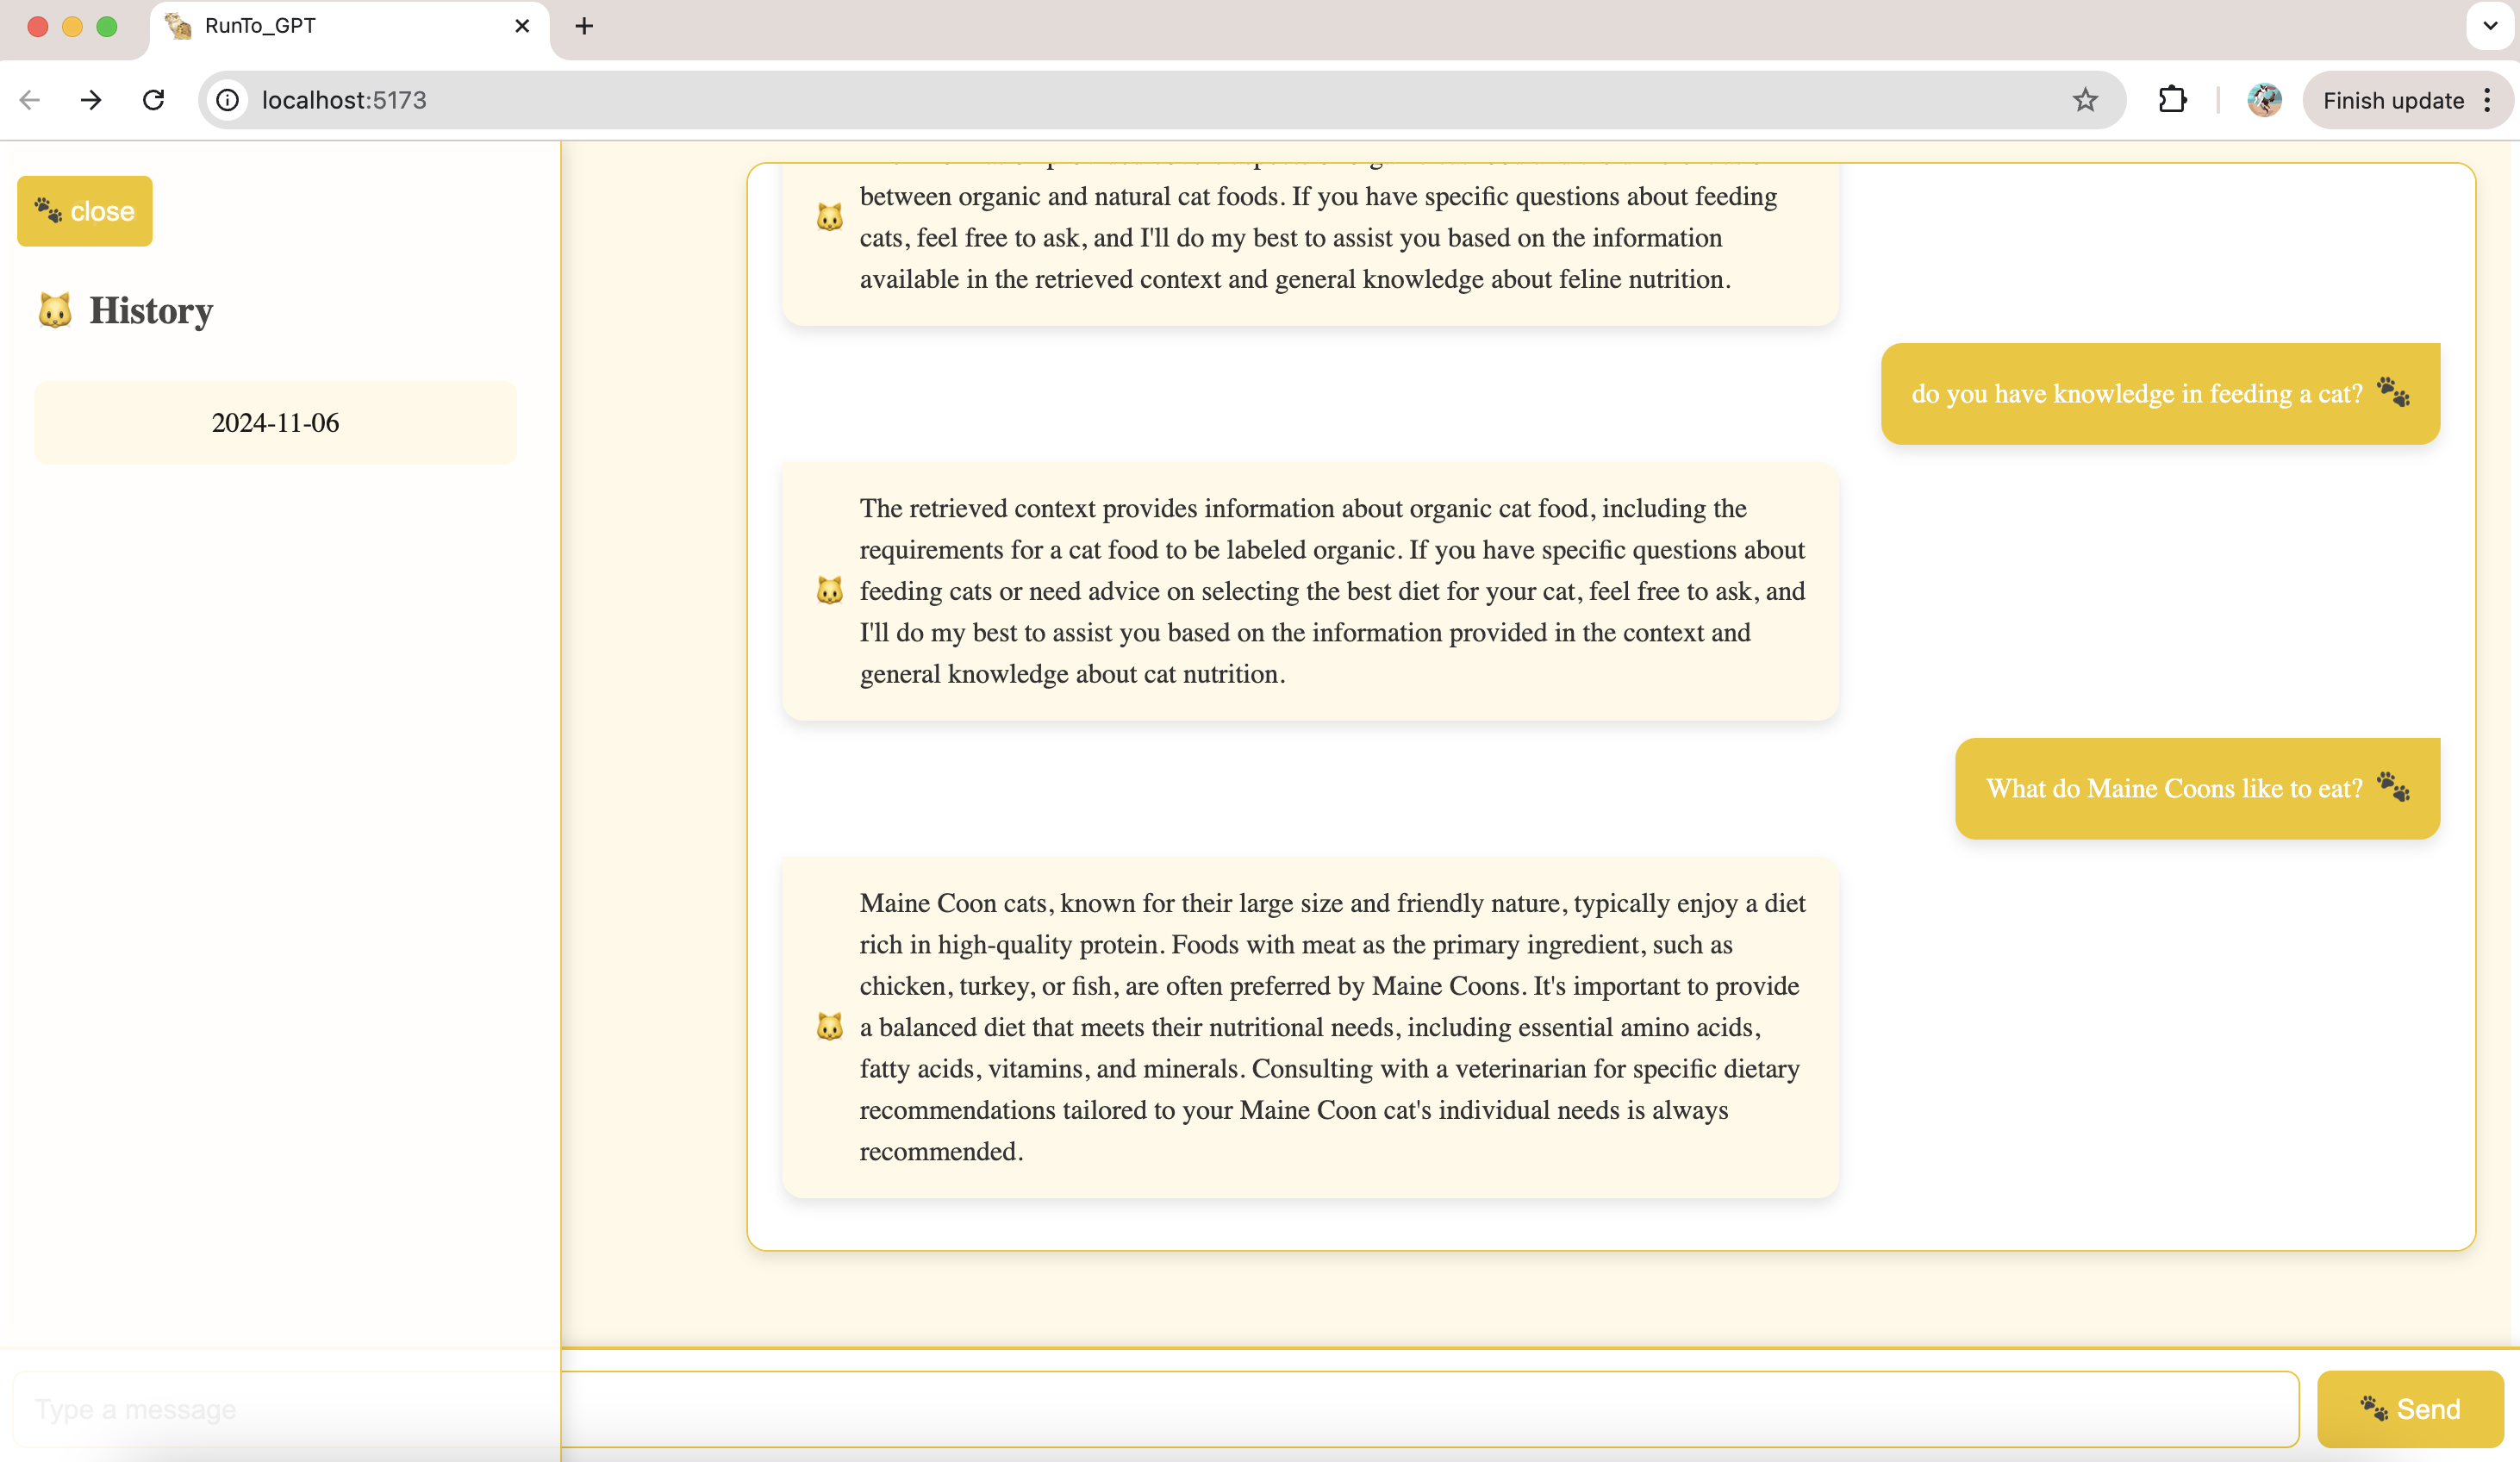 RunTo_GPT
localhost:5173
Finish update
close
History
2024-11-06
between organic and natural cat foods. If you have specific questions about feeding
cats, feel free to ask, and I'll do my best to assist you based on the information
available in the retrieved context and general knowledge about feline nutrition.
do you have knowledge in feeding a cat?
The retrieved context provides information about organic cat food, including the
requirements for a cat food to be labeled organic. If you have specific questions about
feeding cats or need advice on selecting the best diet for your cat, feel free to ask, and
I'll do my best to assist you based on the information provided in the context and
general knowledge about cat nutrition.
What do Maine Coons like to eat?
Maine Coon cats, known for their large size and friendly nature, typically enjoy a diet
rich in high-quality protein. Foods with meat as the primary ingredient, such as
chicken, turkey, or fish, are often preferred by Maine Coons. It's important to provide
a balanced diet that meets their nutritional needs, including essential amino acids,
fatty acids, vitamins, and minerals. Consulting with a veterinarian for specific dietary
recommendations tailored to your Maine Coon cat's individual needs is always
recommended.
Type a message
Send